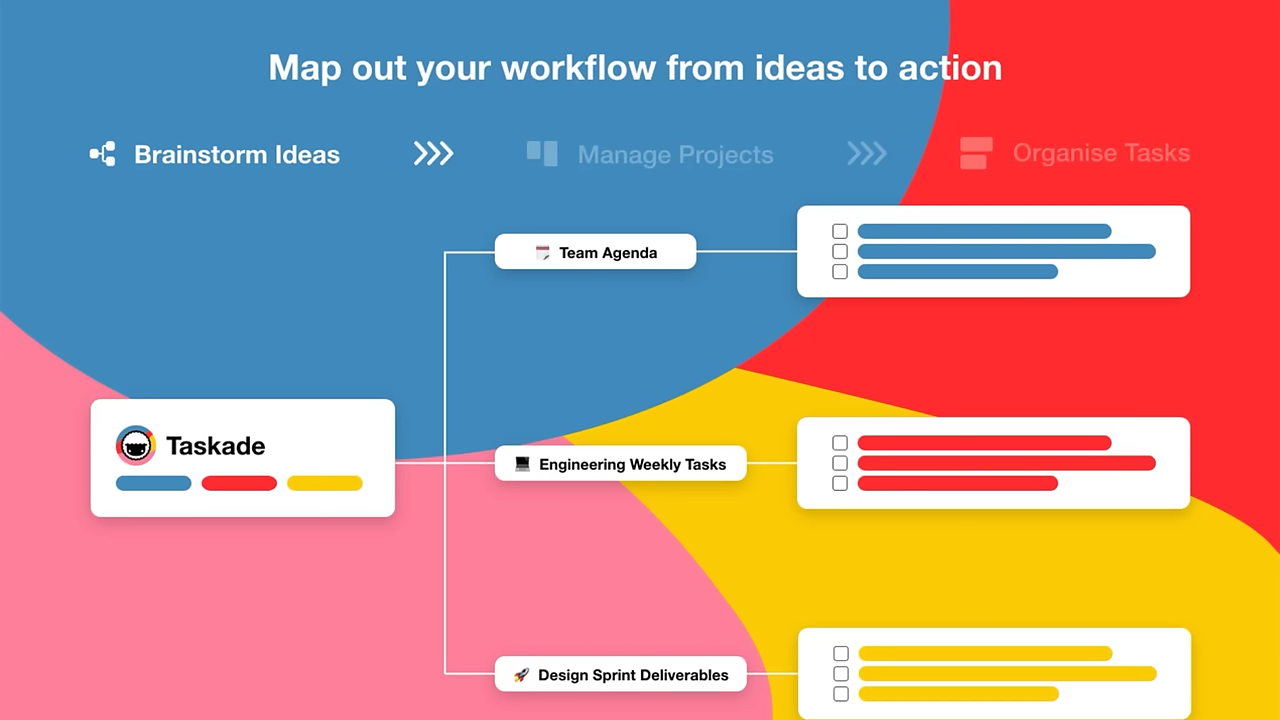 Map out your workflow from ideas to action
Brainstorm Ideas
Manage Projects
Organise Tasks
Team Agenda
Taskade
Engineering Weekly Tasks
Design Sprint Deliverables